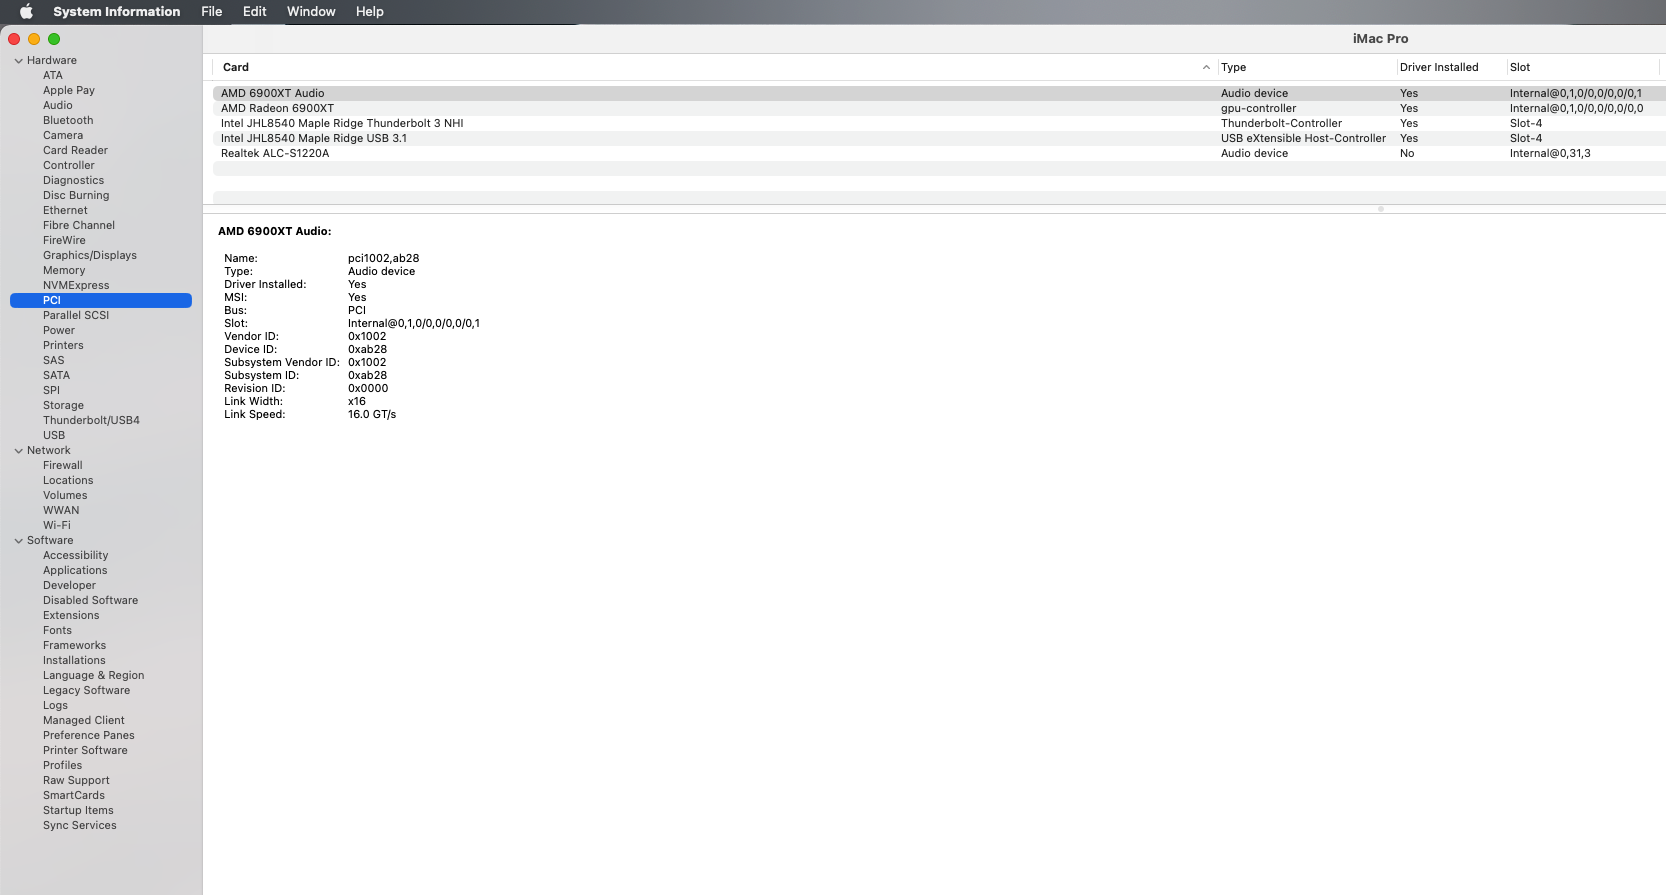 System Information File Edit Window Help
iMac Pro
Hardware
ATA
Apple Pay
Audio
Bluetooth
Camera
Card Reader
Controller
Diagnostics
Disc Burning
Ethernet
Fibre Channel
FireWire
Graphics/Displays
Memory
NVMExpress
PCI
Parallel SCSI
Power
Printers
SAS
SATA
SPI
Storage
Thunderbolt/USB4
USB
Network
Firewall
Locations
Volumes
WWAN
Wi-Fi
Software
Accessibility
Applications
Developer
Disabled Software
Extensions
Fonts
Frameworks
Installations
Language & Region
Legacy Software
Logs
Managed Client
Preference Panes
Printer Software
Profiles
Raw Support
SmartCards
Startup Items
Sync Services
Card Type Driver Installed Slot
AMD 6900XT Audio Audio device Yes Internal@0,1,0/0,0/0,0/0,1
AMD Radeon 6900XT gpu-controller Yes Internal@0,1,0/0,0/0,0/0,0
Intel JHL8540 Maple Ridge Thunderbolt 3 NHI Thunderbolt-Controller Yes Slot-4
Intel JHL8540 Maple Ridge USB 3.1 USB eXtensible Host-Controller Yes Slot-4
Realtek ALC-S1220A Audio device No Internal@0,31,3
AMD 6900XT Audio:
Name: pci1002,ab28
Type: Audio device
Driver Installed: Yes
MSI: Yes
Bus: PCI
Slot: Internal@0,1,0/0,0/0,0/0,1
Vendor ID: 0x1002
Device ID: 0xab28
Subsystem Vendor ID: 0x1002
Subsystem ID: 0xab28
Revision ID: 0x0000
Link Width: x16
Link Speed: 16.0 GT/s